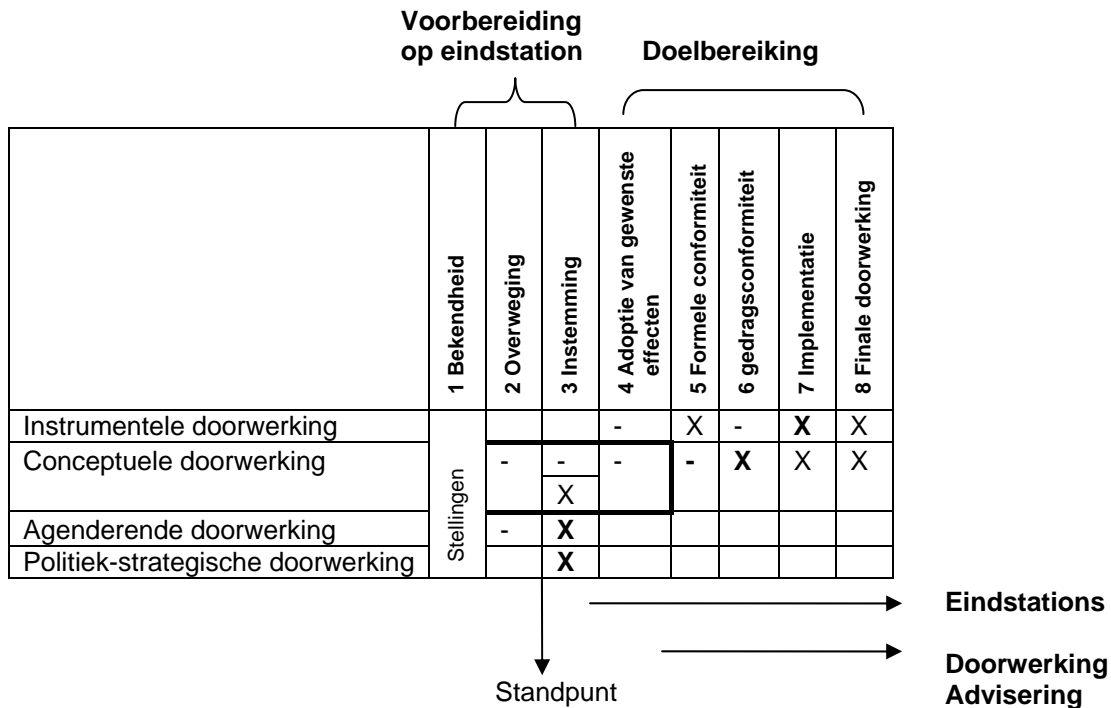 Voorbereiding
op eindstation
Doelbereiking
1 Bekendheid
2 Overweging
3 Instemming
4 Adoptie van gewenste
effecten
5 Formele conformiteit
6 gedragsconformiteit
7 Implementatie
8 Finale doorwerking
Instrumentele doorwerking - X - X X
Conceptuele doorwerking - - - - X X X
X
Agenderende doorwerking - X
Politiek-strategische doorwerking X
Stellingen
Eindstations
Doorwerking
Advisering
Standpunt